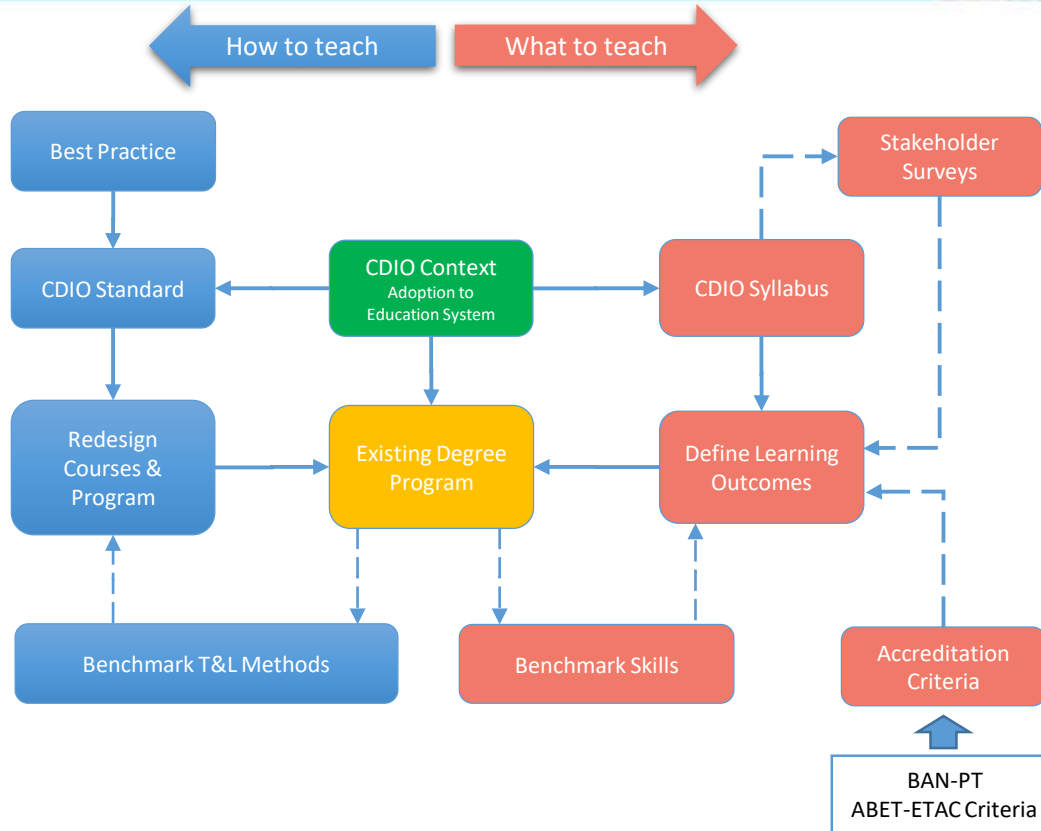 How to teach
What to teach
Best Practice
Stakeholder
Surveys
CDIO Standard
CDIO Context
Adoption to
Education System
CDIO Syllabus
Redesign
Courses &
Program
Existing Degree
Program
Define Learning
Outcomes
Benchmark T&L Methods
Benchmark Skills
Accreditation
Criteria
BAN-PT
ABET-ETAC Criteria